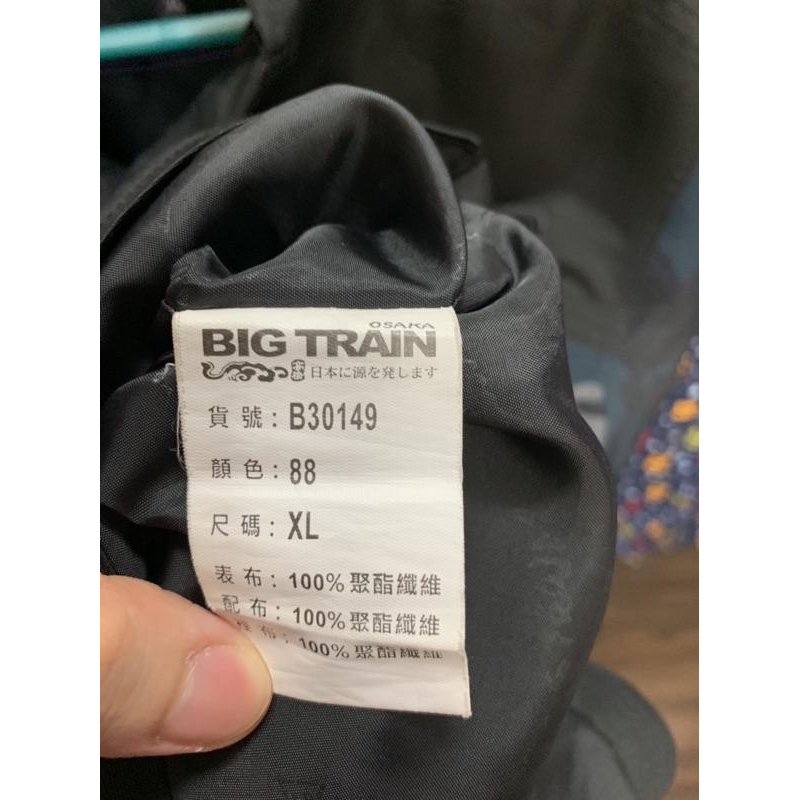 OSAKA
BIG TRAIN
日本に源を発します
貨號：B30149
顏色：88
尺碼：XL
表布：100%聚酯纖維
配布：100%聚酯纖維
布：100%聚酯纖維